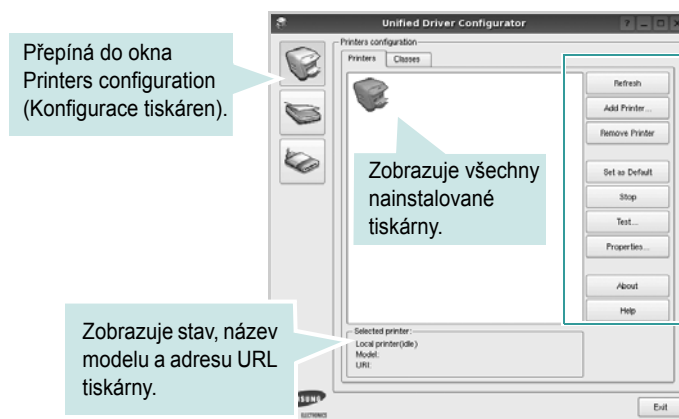 Unified Driver Configurator
Přepíná do okna
Printers configuration
(Konfigurace tiskáren).
Printers configuration
Printers
Classes
Refresh
Add Printer...
Remove Printer
Set as Default
Stop
Test...
Properties...
About
Help
Zobrazuje všechny
nainstalované
tiskárny.
Zobrazuje stav, název
modelu a adresu URL
tiskárny.
Selected printer:
Local printer(idle)
Model:
URI:
ELECTRONICS
Exit